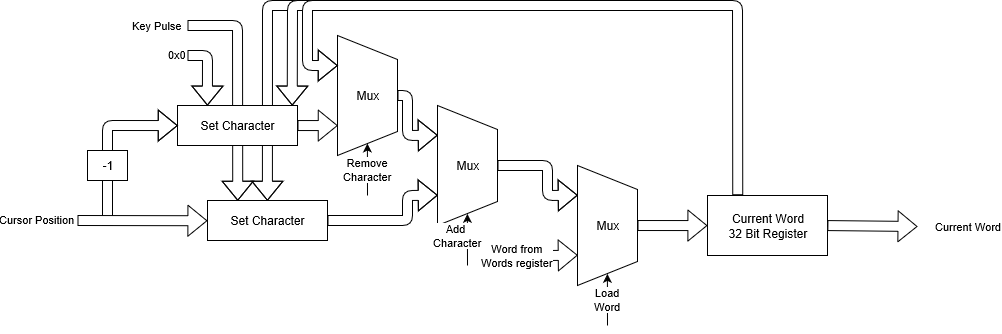 Key Pulse
0x0
Mux
Set Character
Remove
Character
-1
Mux
Cursor Position
Set Character
Add
Character
Mux
Word from
Words register
Load
Word
Current Word
32 Bit Register
Current Word